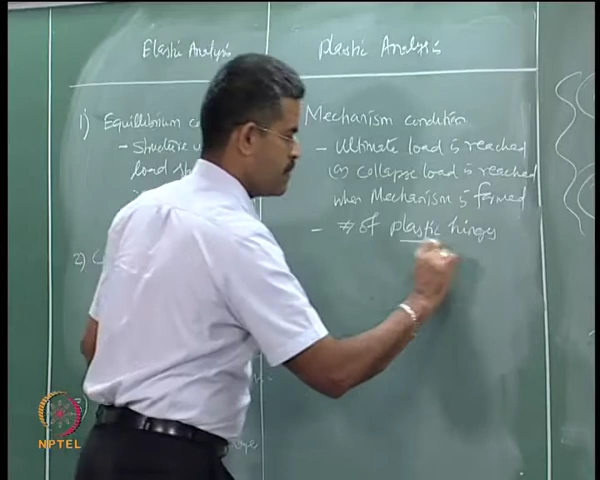 Elastic Analysis
Plastic Analysis
1) Equilibrium
- Structure
load
2)
Mechanism condition
- Ultimate load is reached
(or) collapse load is reached
when Mechanism is formed
- # of plastic hinges
NPTEL